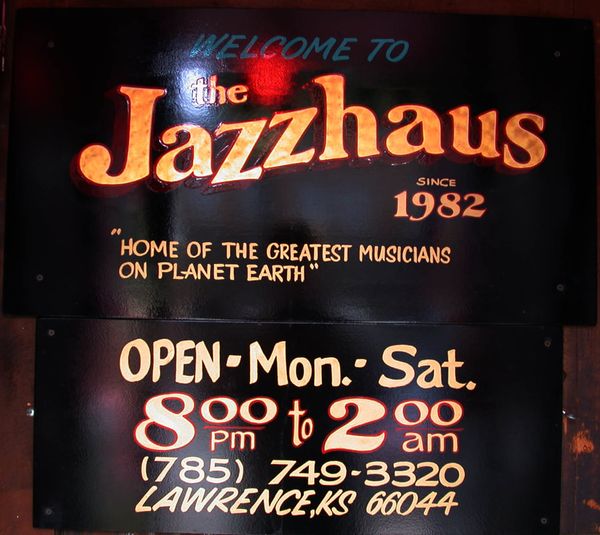 WELCOME TO
the
Jazzhaus
SINCE
1982
"HOME OF THE GREATEST MUSICIANS
ON PLANET EARTH"
OPEN - Mon. - Sat.
8 00 PM to 2 00 am
(785) 749-3320
LAWRENCE, KS 66044